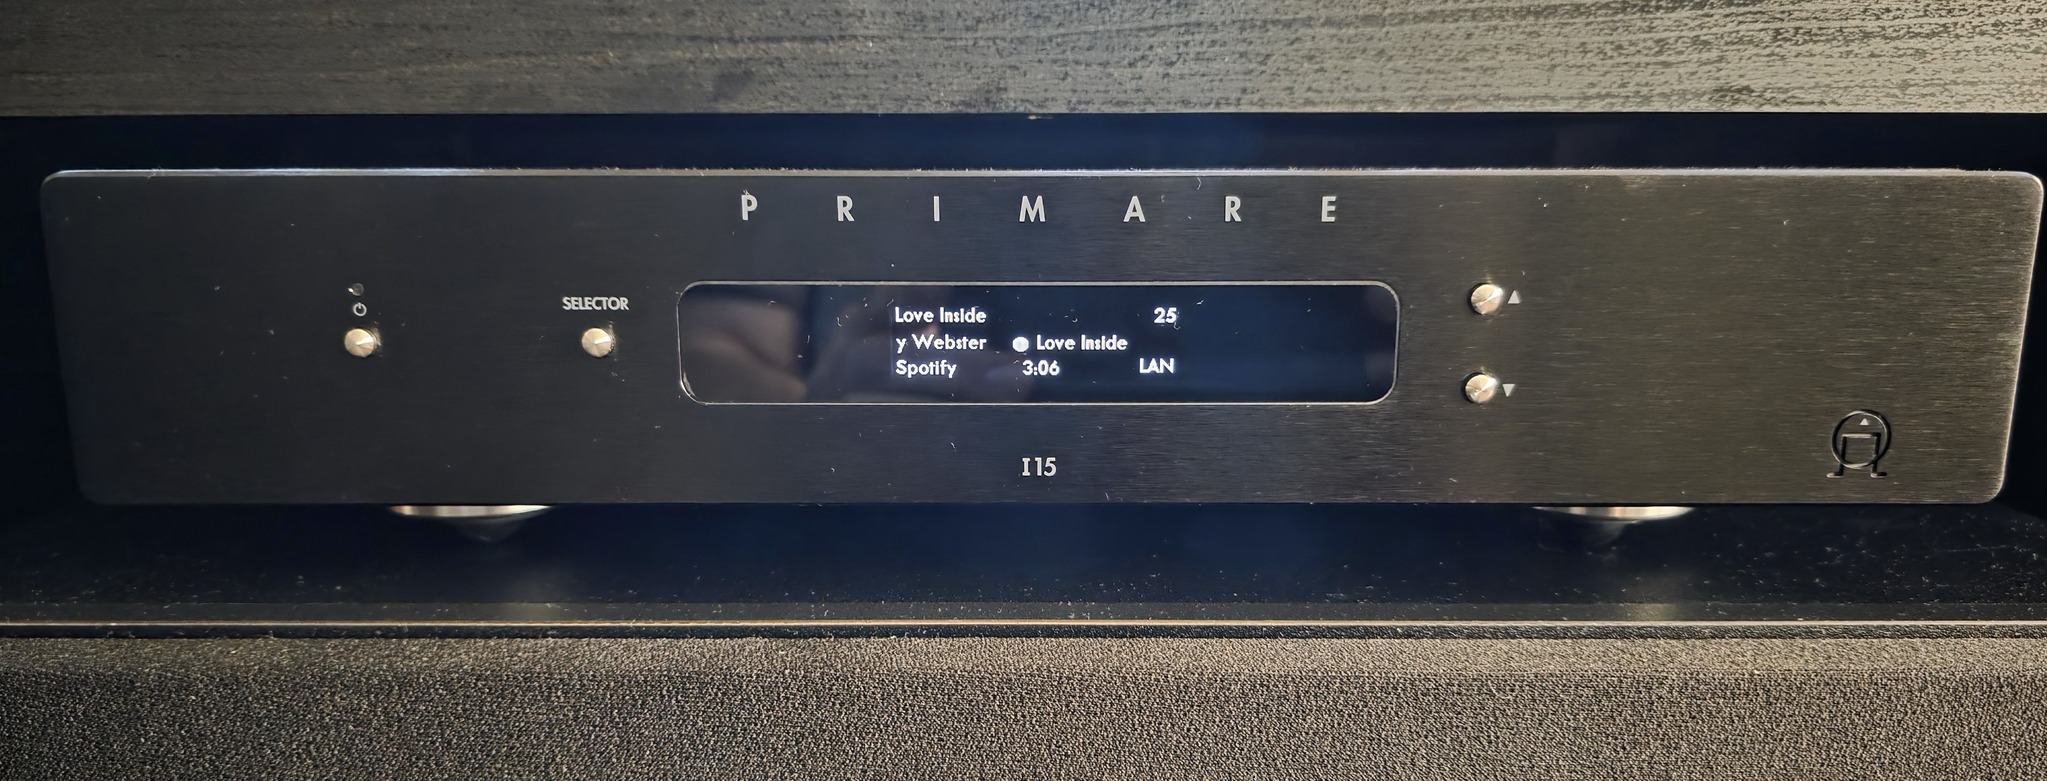 PRIMARE
SELECTOR
Love Inside 25
y Webster ● Love Inside
Spotify 3:06 LAN
I15